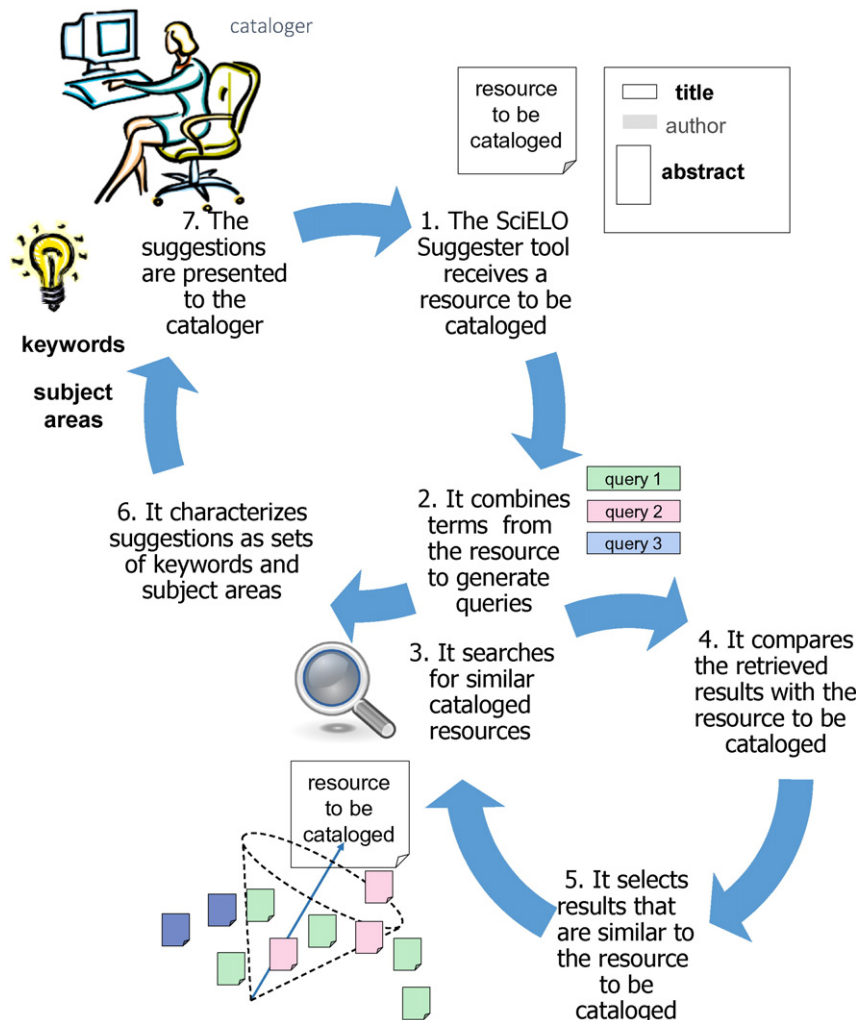 cataloger
resource
to be
cataloged
title
author
abstract
7. The
suggestions
are presented
to the
cataloger
1. The SciELO
Suggester tool
receives a
resource to be
cataloged
keywords
subject
areas
query 1
query 2
query 3
2. It combines
terms from
the resource
to generate
queries
6. It characterizes
suggestions as sets
of keywords and
subject areas
3. It searches
for similar
cataloged
resources
4. It compares
the retrieved
results with the
resource to be
cataloged
resource
to be
cataloged
5. It selects
results that
are similar to
the resource
to be
cataloged